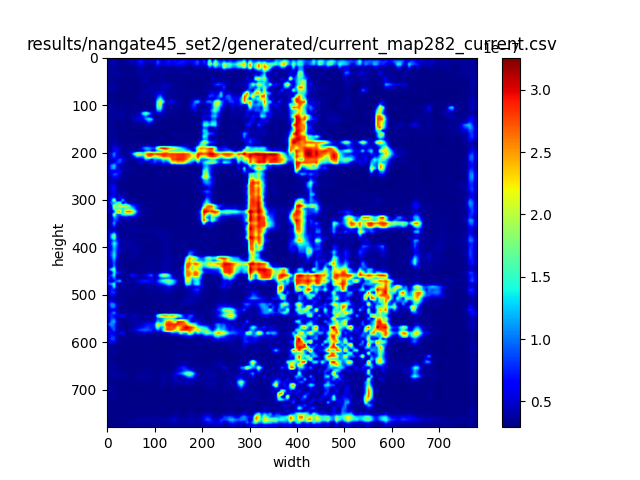 results/nangate45_set2/generated/current_map282_current.csv
1e−7
0
100
200
300
400
500
600
700
height
0 100 200 300 400 500 600 700
width
3.0
2.5
2.0
1.5
1.0
0.5